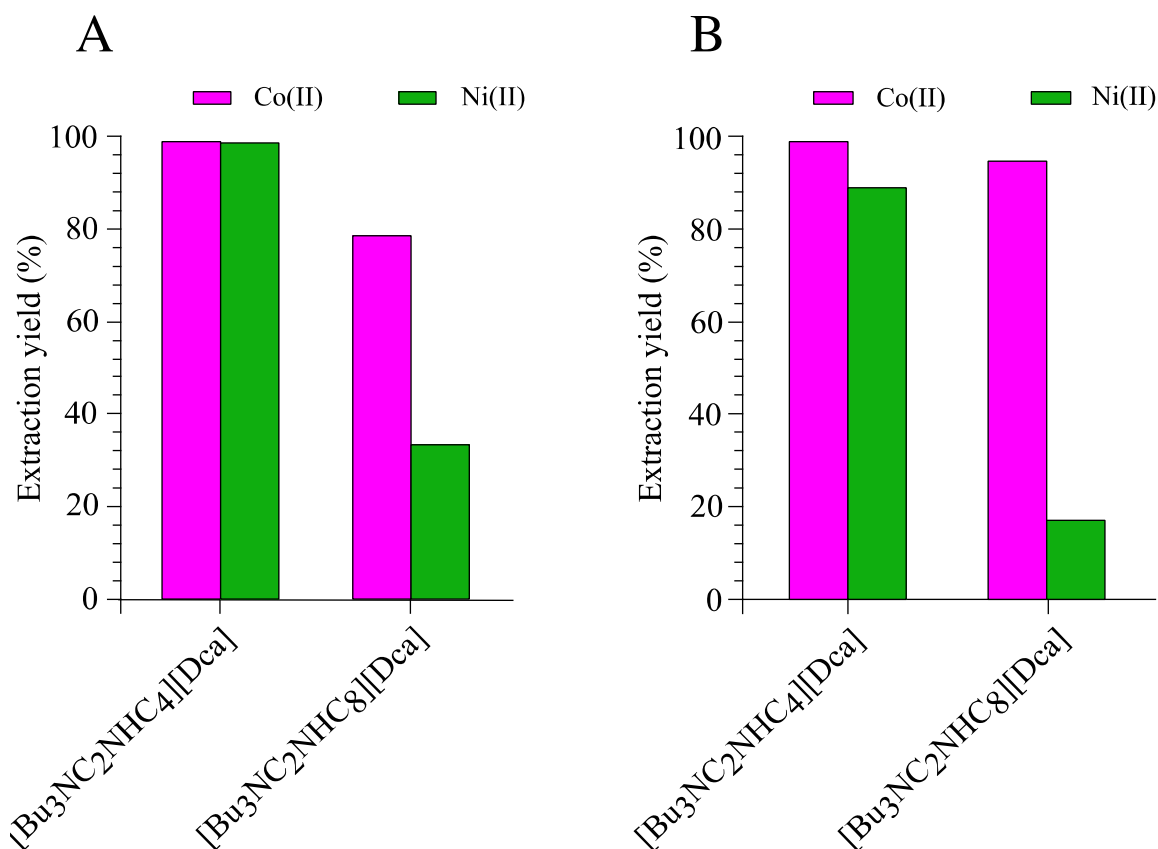 A
Co(II) Ni(II)
100
80
60
40
20
0
Extraction yield (%)
[Bu3NC2NHC4][Dca]
[Bu3NC2NHC8][Dca]
B
Co(II) Ni(II)
100
80
60
40
20
0
Extraction yield (%)
[Bu3NC2NHC4][Dca]
[Bu3NC2NHC8][Dca]